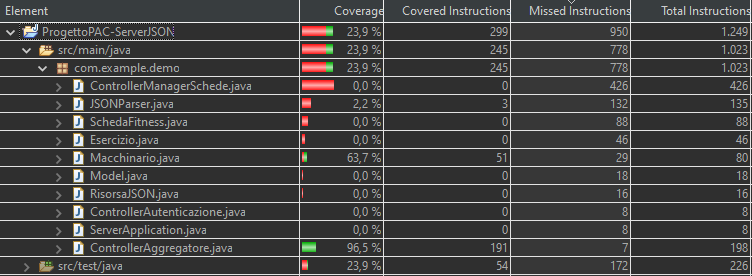 Element Coverage Covered Instructions Missed Instructions Total Instructions
ProgettoPAC-ServerJSON 23,9 % 299 950 1.249
src/main/java 23,9 % 245 778 1.023
com.example.demo 23,9 % 245 778 1.023
ControllerManagerSchede.java 0,0 % 0 426 426
JSONParser.java 2,2 % 3 132 135
SchedaFitness.java 0,0 % 0 88 88
Esercizio.java 0,0 % 0 46 46
Macchinario.java 63,7 % 51 29 80
Model.java 0,0 % 0 18 18
RisorsaJSON.java 0,0 % 0 16 16
ControllerAutenticazione.java 0,0 % 0 8 8
ServerApplication.java 0,0 % 0 8 8
ControllerAggregatore.java 96,5 % 191 7 198
src/test/java 23,9 % 54 172 226